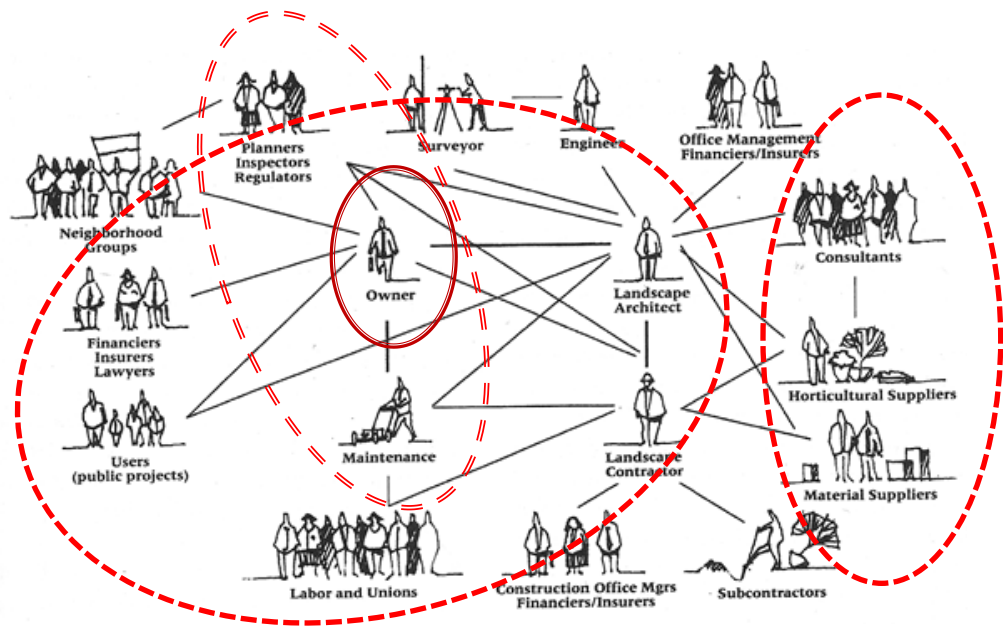 Planners
Inspectors
Regulators
Surveyor
Engineer
Office Management
Financiers/Insurers
Neighborhood
Groups
Consultants
Owner
Landscape
Architect
Financiers
Insurers
Lawyers
Horticultural Suppliers
Users
(public projects)
Maintenance
Landscape
Contractor
Material Suppliers
Labor and Unions
Construction Office Mgrs
Financiers/Insurers
Subcontractors